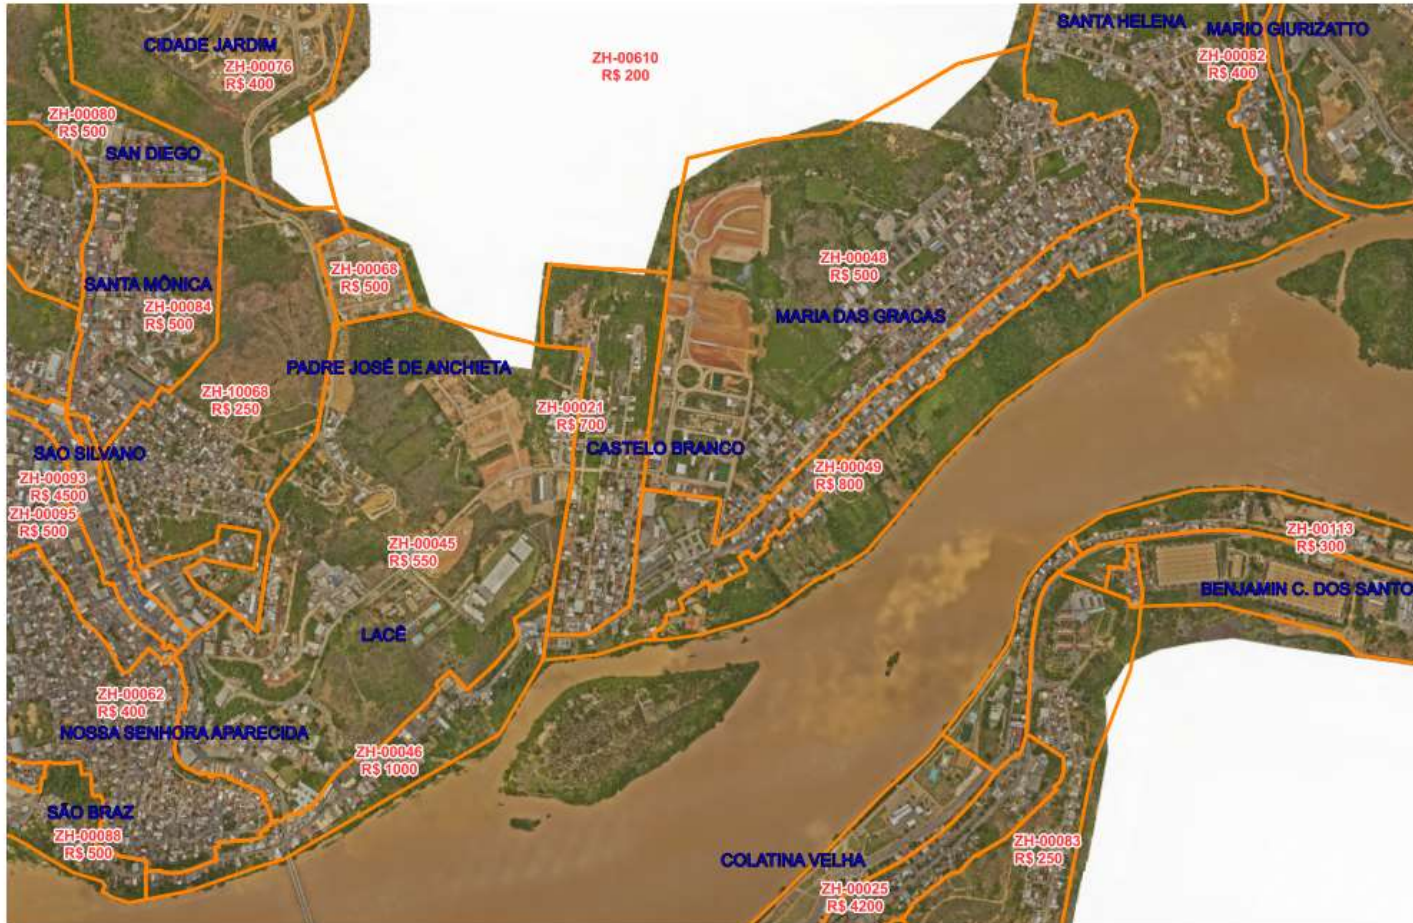 SANTA HELENA
MARIO GIURIZATTO
CIDADE JARDIM
ZH-00076
R$ 400
ZH-00610
R$ 200
ZH-00082
R$ 400
ZH-00080
R$ 500
SAN DIEGO
ZH-00068
R$ 500
ZH-00048
R$ 500
SANTA MÔNICA
ZH-00084
R$ 500
MARIA DAS GRACAS
PADRE JOSÉ DE ANCHIETA
ZH-10068
R$ 250
ZH-00021
R$ 700
CASTELO BRANCO
SAO SILVANO
ZH-00093
R$ 4500
ZH-00095
R$ 500
ZH-00049
R$ 800
ZH-00045
R$ 550
ZH-00113
R$ 300
BENJAMIN C. DOS SANTO
LACÊ
ZH-00062
R$ 400
NOSSA SENHORA APARECIDA
ZH-00046
R$ 1000
SÃO BRAZ
ZH-00088
R$ 500
ZH-00083
R$ 250
COLATINA VELHA
ZH-00025
R$ 4200